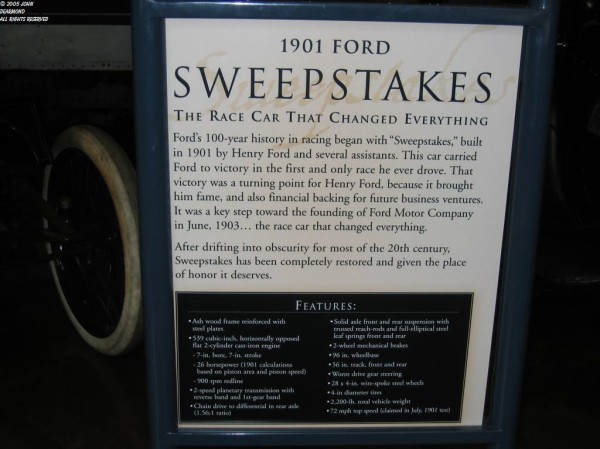 © 2005 JOHN
DEARMOND
ALL RIGHTS RESERVED
1901 FORD
SWEEPSTAKES
THE RACE CAR THAT CHANGED EVERYTHING
Ford's 100-year history in racing began with "Sweepstakes," built
in 1901 by Henry Ford and several assistants. This car carried
Ford to victory in the first and only race he ever drove. That
victory was a turning point for Henry Ford, because it brought
him fame, and also financial backing for future business ventures.
It was a key step toward the founding of Ford Motor Company
in June, 1903… the race car that changed everything.
After drifting into obscurity for most of the 20th century,
Sweepstakes has been completely restored and given the place
of honor it deserves.
FEATURES:
• Ash wood frame reinforced with
steel plates
• 539 cubic-inch, horizontally opposed
flat 2-cylinder cast-iron engine
- 7-in. bore, 7-in. stroke
- 26 horsepower (1901 calculations
based on piston area and piston speed)
- 900 rpm redline
• 2-speed planetary transmission with
reverse band and 1st-gear band
• Chain drive to differential in rear axle
(1.56:1 ratio)
• Solid axle front and rear suspension with
trussed reach-rods and full-elliptical steel
leaf springs front and rear
• 2-wheel mechanical brakes
• 96 in. wheelbase
• 56 in. track, front and rear
• Worm drive gear steering
• 28 x 4-in. wire-spoke steel wheels
• 4-in diameter tires
• 2,200-lb. total vehicle weight
• 72 mph top speed (claimed in July, 1901 test)